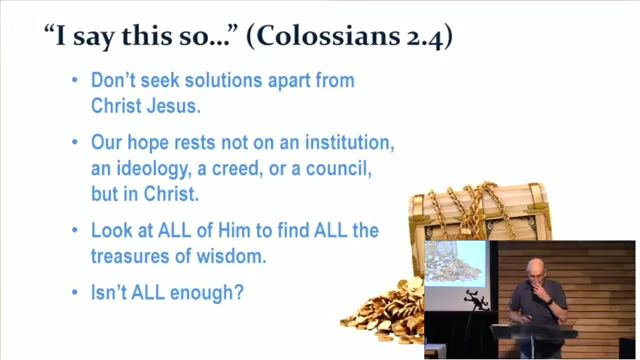 “I say this so…” (Colossians 2.4)
• Don’t seek solutions apart from
Christ Jesus.
• Our hope rests not on an institution,
an ideology, a creed, or a council,
but in Christ.
• Look at ALL of Him to find ALL the
treasures of wisdom.
• Isn’t ALL enough?